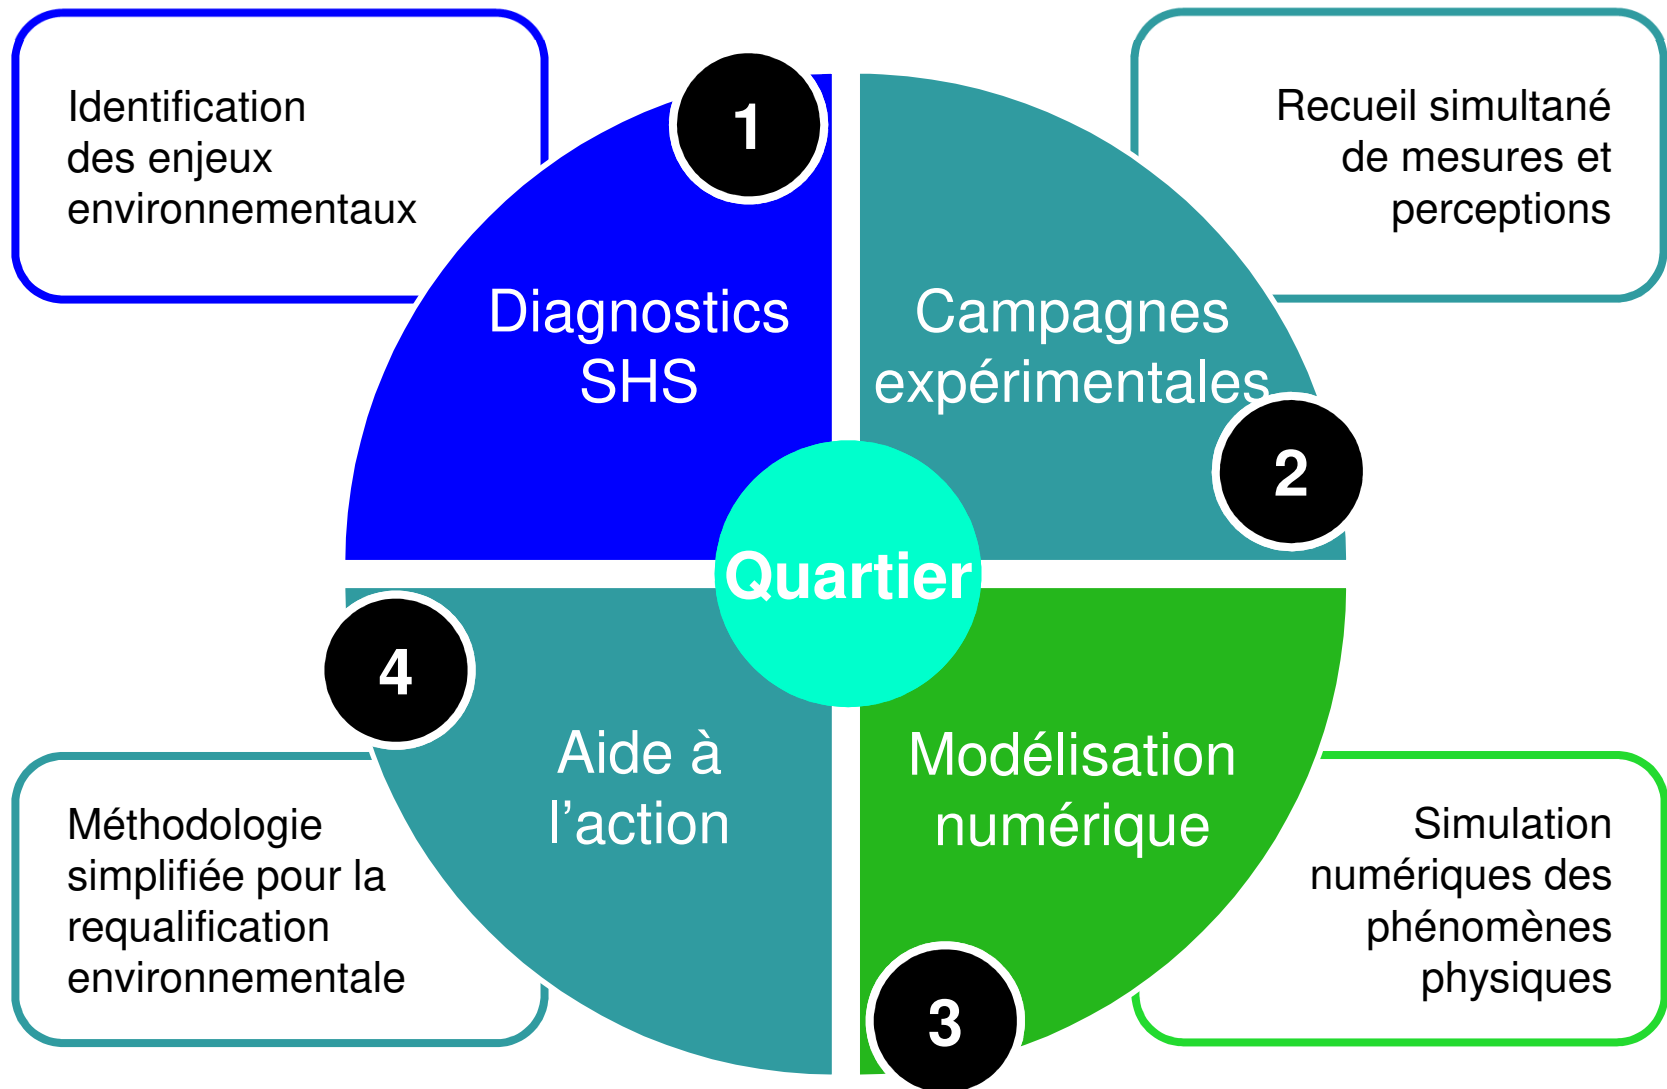 Identification
des enjeux
environnementaux
1
Diagnostics
SHS
Recueil simultané
de mesures et
perceptions
Campagnes
expérimentales
2
Quartier
4
Aide à
l’action
Méthodologie
simplifiée pour la
requalification
environnementale
Modélisation
numérique
3
Simulation
numériques des
phénomènes
physiques